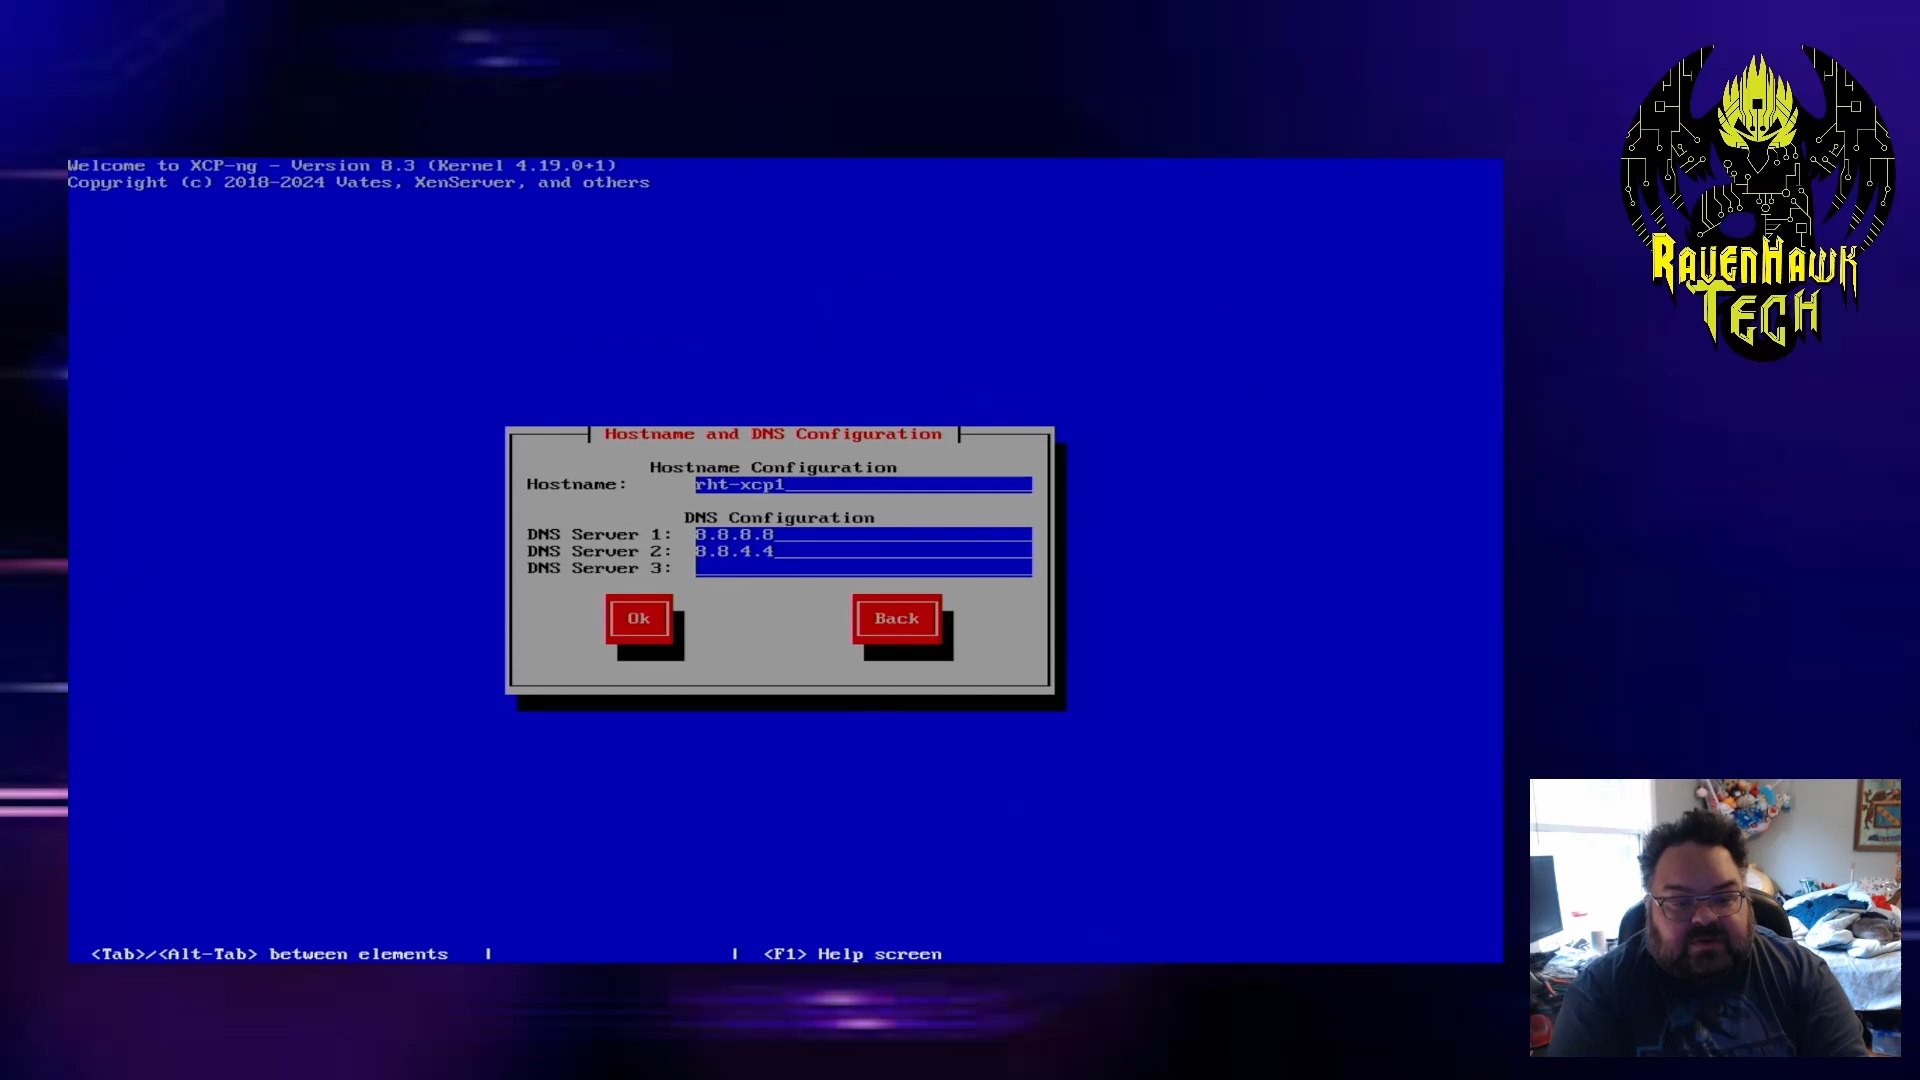 Welcome to XCP-ng - Version 8.3 (Kernel 4.19.0+1)
Copyright (c) 2018-2024 Vates, XenServer, and others
RavenHawk
Tech
Hostname and DNS Configuration
Hostname Configuration
Hostname: rht-xcp1
DNS Configuration
DNS Server 1: 8.8.8.8
DNS Server 2: 8.8.4.4
DNS Server 3:
Ok Back
<Tab>/<Alt-Tab> between elements | | <F1> Help screen